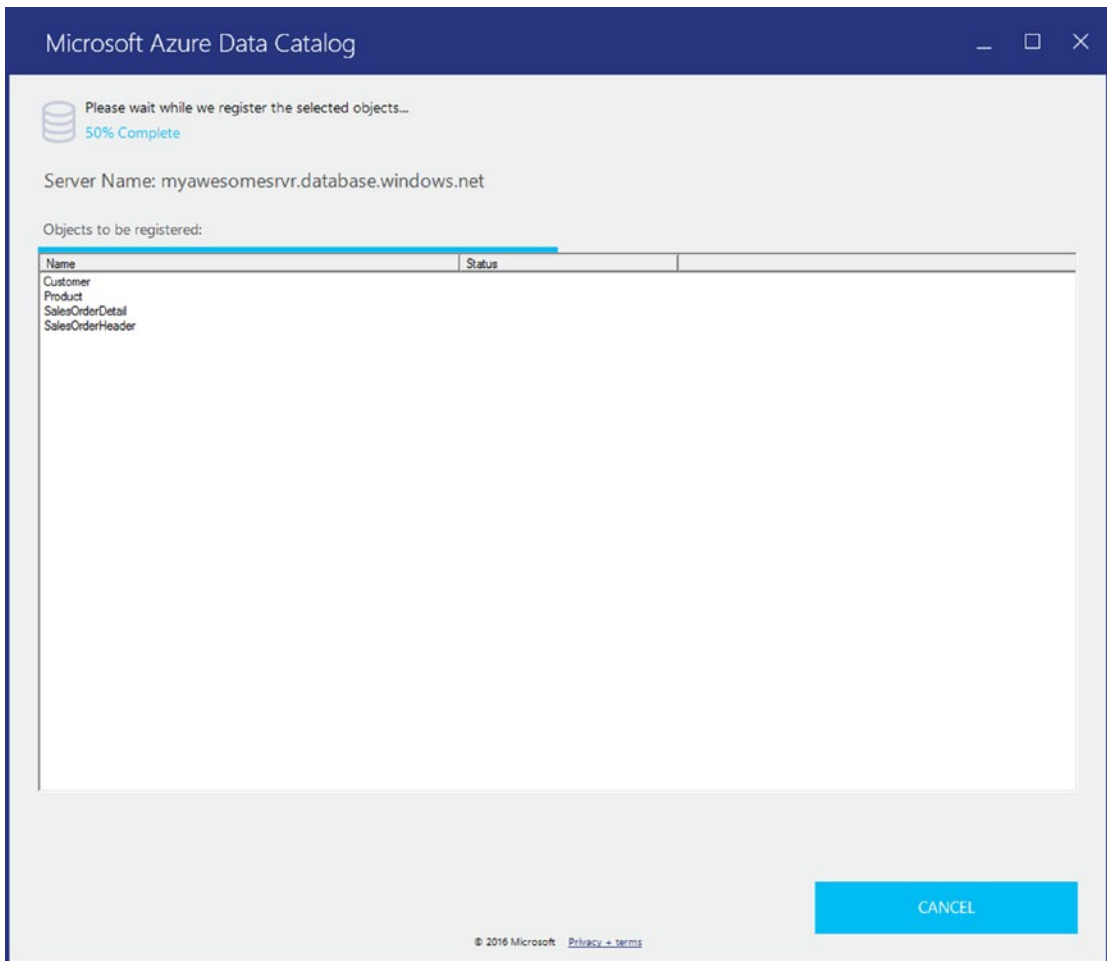 Microsoft Azure Data Catalog
Please wait while we register the selected objects...
50% Complete
Server Name: myawesomesrvr.database.windows.net
Objects to be registered:
Name Status
Customer
Product
SalesOrderDetail
SalesOrderHeader
CANCEL
© 2016 Microsoft Privacy + terms